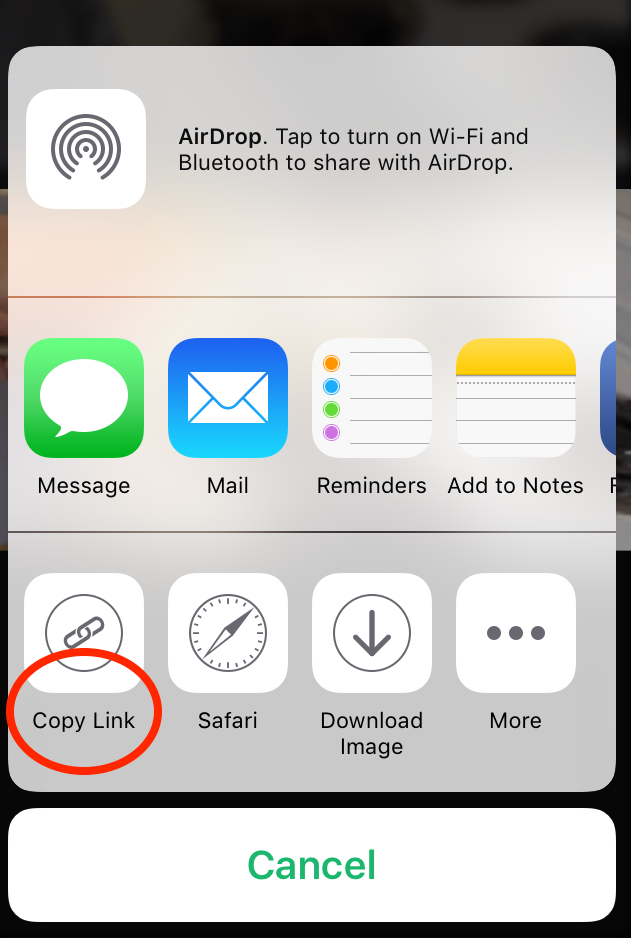 AirDrop. Tap to turn on Wi-Fi and
Bluetooth to share with AirDrop.
Message
Mail
Reminders
Add to Notes
Copy Link
Safari
Download
Image
More
Cancel